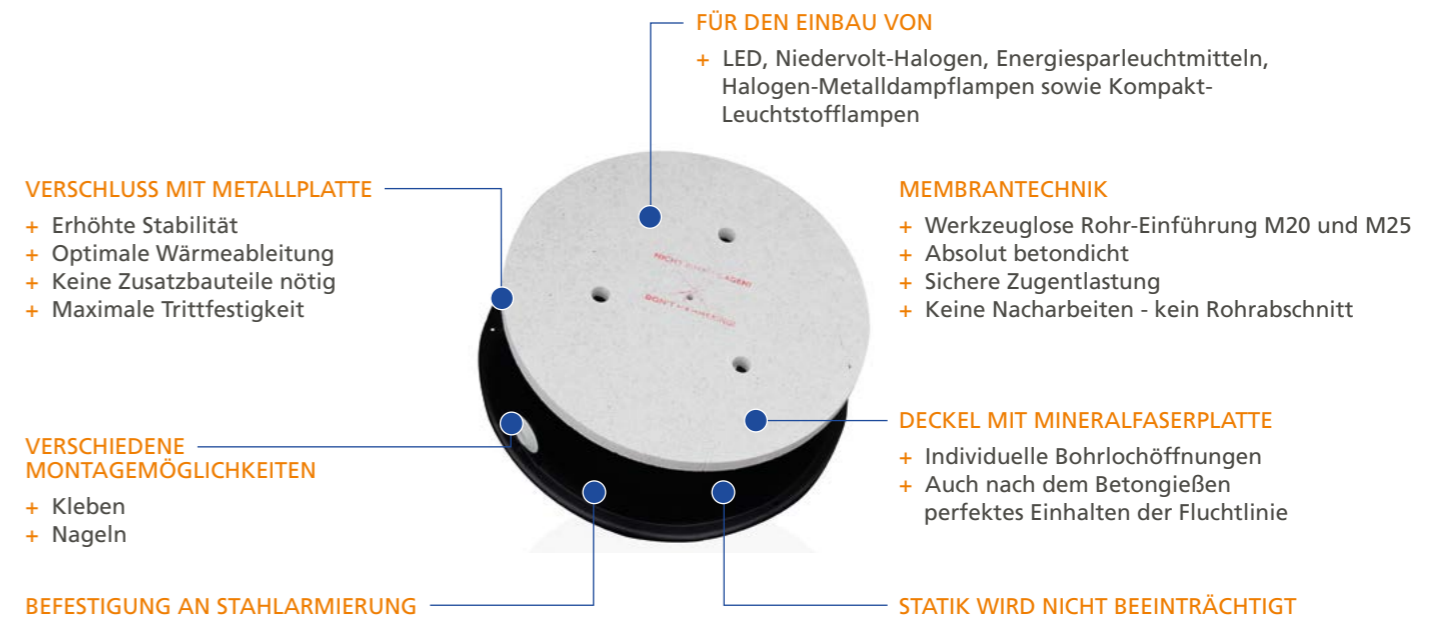 FÜR DEN EINBAU VON
+ LED, Niedervolt-Halogen, Energiesparleuchtmitteln,
Halogen-Metalldampflampen sowie Kompakt-
Leuchtstofflampen
VERSCHLUSS MIT METALLPLATTE
+ Erhöhte Stabilität
+ Optimale Wärmeableitung
+ Keine Zusatzbauteile nötig
+ Maximale Trittfestigkeit
MEMBRANTECHNIK
+ Werkzeuglose Rohr-Einführung M20 und M25
+ Absolut betondicht
+ Sichere Zugentlastung
+ Keine Nacharbeiten - kein Rohrabschnitt
NICHT
DON'T
VERSCHIEDENE
MONTAGEMÖGLICHKEITEN
+ Kleben
+ Nageln
DECKEL MIT MINERALFASERPLATTE
+ Individuelle Bohrlochöffnungen
+ Auch nach dem Betongießen
perfektes Einhalten der Fluchtlinie
BEFESTIGUNG AN STAHLARMIERUNG
STATIK WIRD NICHT BEEINTRÄCHTIGT